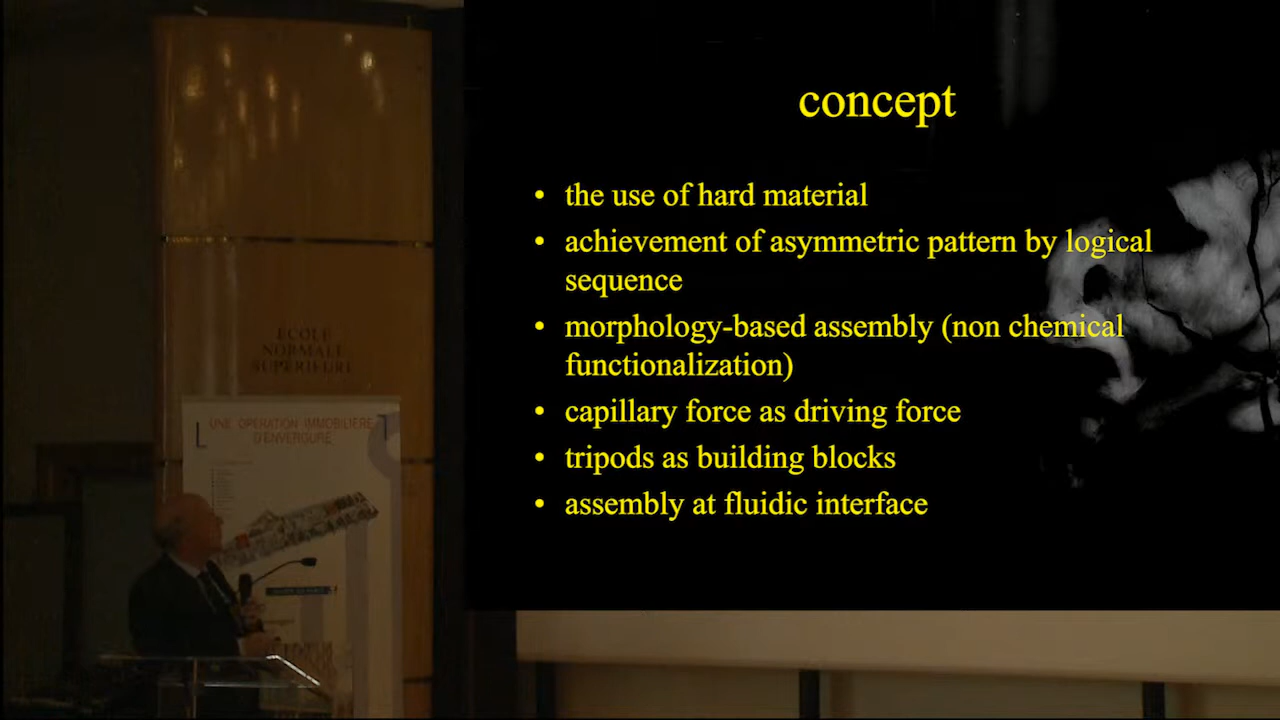 concept
• the use of hard material
• achievement of asymmetric pattern by logical
sequence
• morphology-based assembly (non chemical
functionalization)
• capillary force as driving force
• tripods as building blocks
• assembly at fluidic interface
ECOLE
NORMALE
SUPERIEURE
UNE OPERATION IMMOBILIERE
D'ENVERGURE